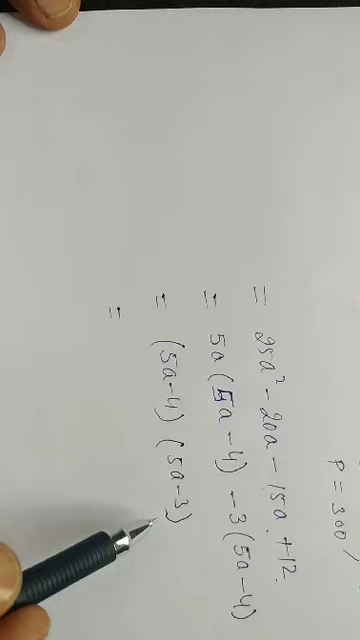 P = 300
= 25a² - 20a - 15a + 12
= 5a (5a - 4) - 3 (5a - 4)
= (5a - 4) (5a - 3)
=